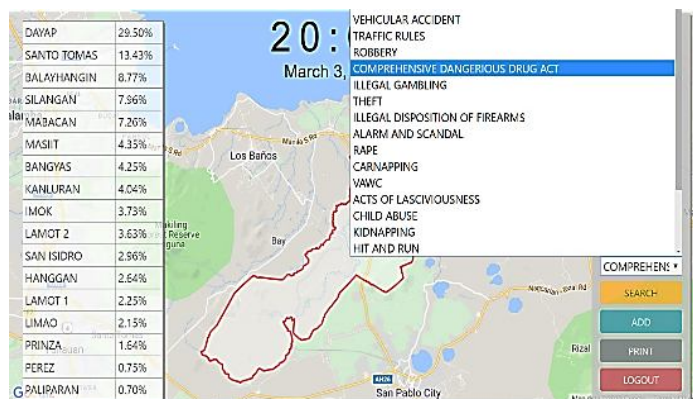 DAYAP 29.50%
SANTO TOMAS 13.43%
BALAYHANGIN 8.77%
SILANGAN 7.96%
MABACAN 7.26%
MASIIT 4.35%
BANGYAS 4.25%
KANLURAN 4.04%
IMOK 3.73%
LAMOT 2 3.63%
SAN ISIDRO 2.96%
HANGGAN 2.64%
LAMOT 1 2.25%
LIMAO 2.15%
PRINZA 1.64%
PEREZ 0.75%
PALIPARAN 0.70%
20:
March 3,
VEHICULAR ACCIDENT
TRAFFIC RULES
ROBBERY
COMPREHENSIVE DANGERIOUS DRUG ACT
ILLEGAL GAMBLING
THEFT
ILLEGAL DISPOSITION OF FIREARMS
ALARM AND SCANDAL
RAPE
CARNAPPING
VAWC
ACTS OF LASCIVIOUSNESS
CHILD ABUSE
KIDNAPPING
HIT AND RUN
COMPREHENS
SEARCH
ADD
PRINT
LOGOUT
Los Baños
Manila S Rd
Bay
Rizal
San Pablo City
AH26